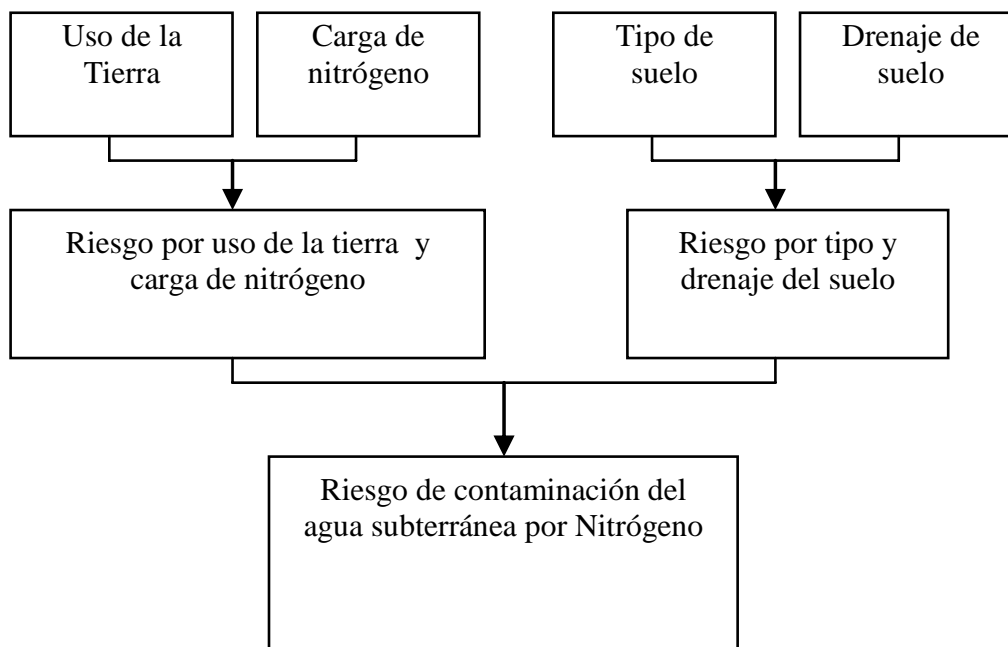 Uso de la
Tierra
Carga de
nitrógeno
Tipo de
suelo
Drenaje de
suelo
Riesgo por uso de la tierra y
carga de nitrógeno
Riesgo por tipo y
drenaje del suelo
Riesgo de contaminación del
agua subterránea por Nitrógeno